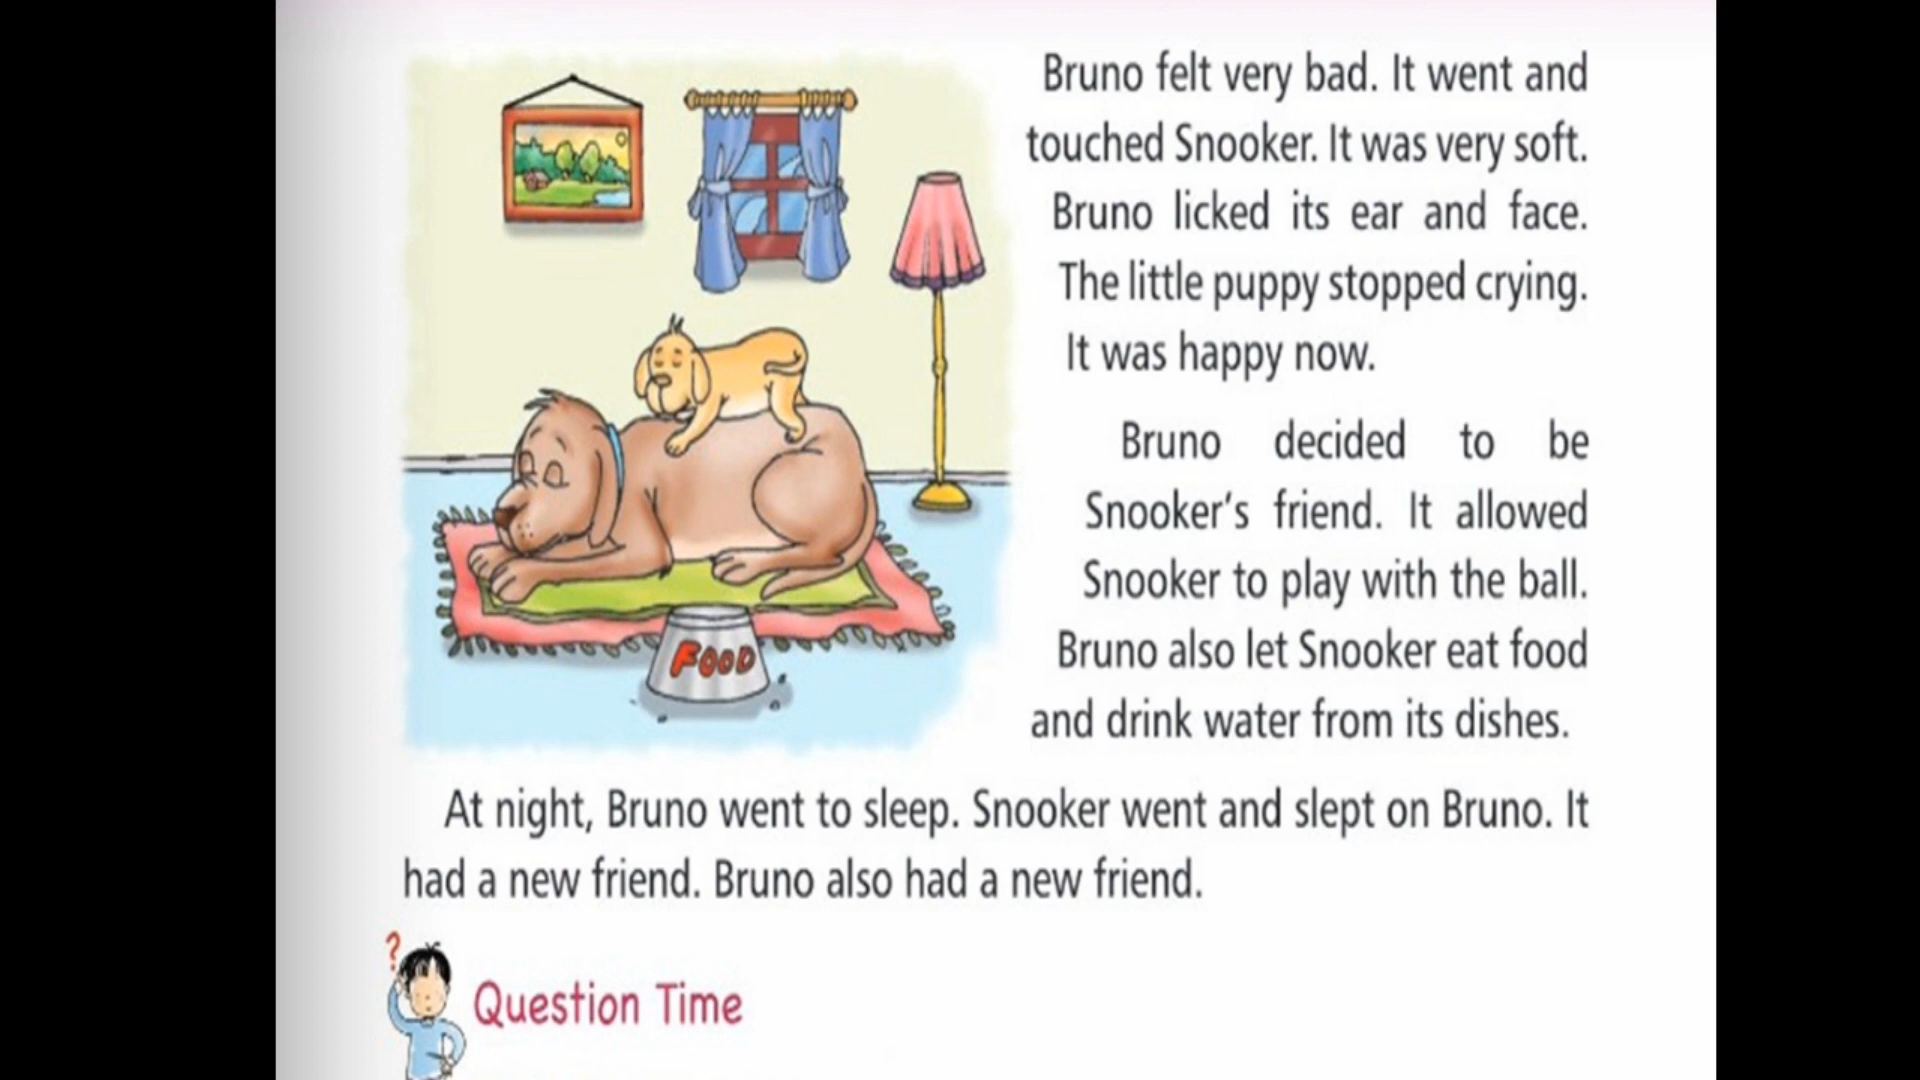 Bruno felt very bad. It went and
touched Snooker. It was very soft.
Bruno licked its ear and face.
The little puppy stopped crying.
It was happy now.
Bruno decided to be
Snooker's friend. It allowed
Snooker to play with the ball.
Bruno also let Snooker eat food
and drink water from its dishes.
FOOD
At night, Bruno went to sleep. Snooker went and slept on Bruno. It
had a new friend. Bruno also had a new friend.
?
Question Time